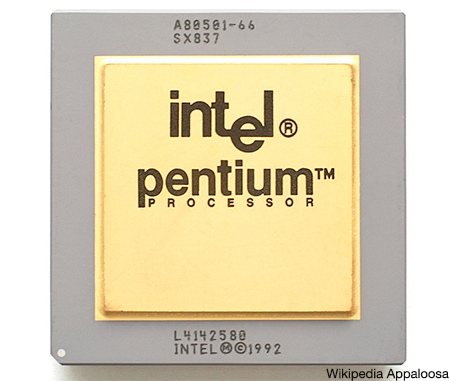 A80501-66
SX837
intel®
pentium™
PROCESSOR
L4142580
INTEL Ⓜ©1992
Wikipedia Appaloosa